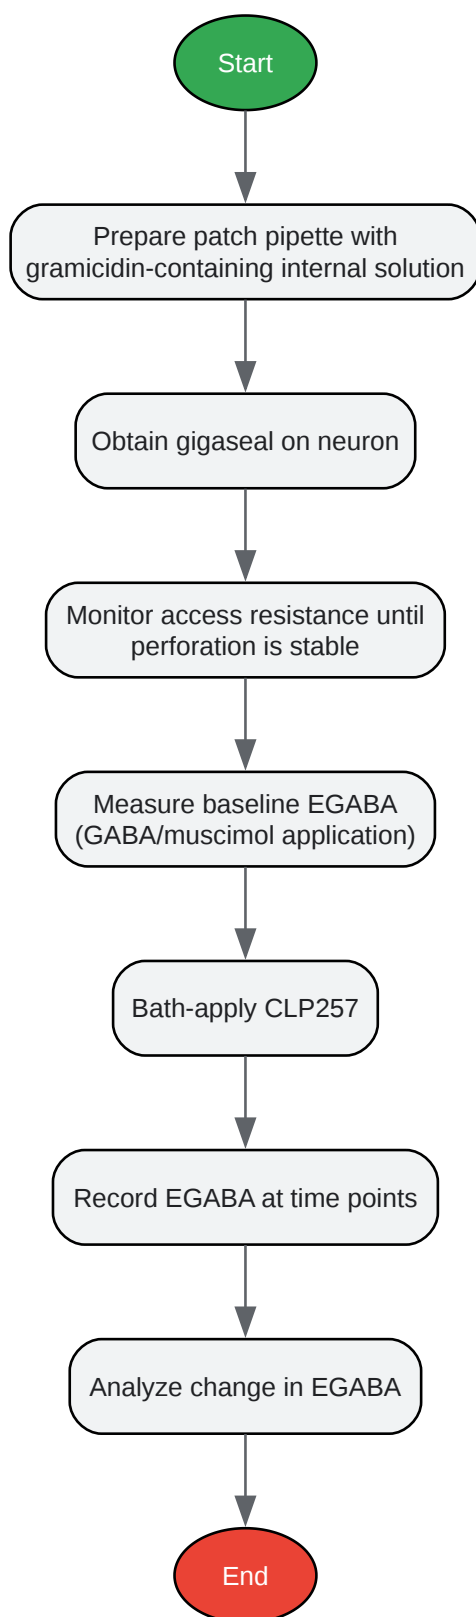 Start
Prepare patch pipette with
gramicidin-containing internal solution
Obtain gigaseal on neuron
Monitor access resistance until
perforation is stable
Measure baseline EGABA
(GABA/muscimol application)
Bath-apply CLP257
Record EGABA at time points
Analyze change in EGABA
End